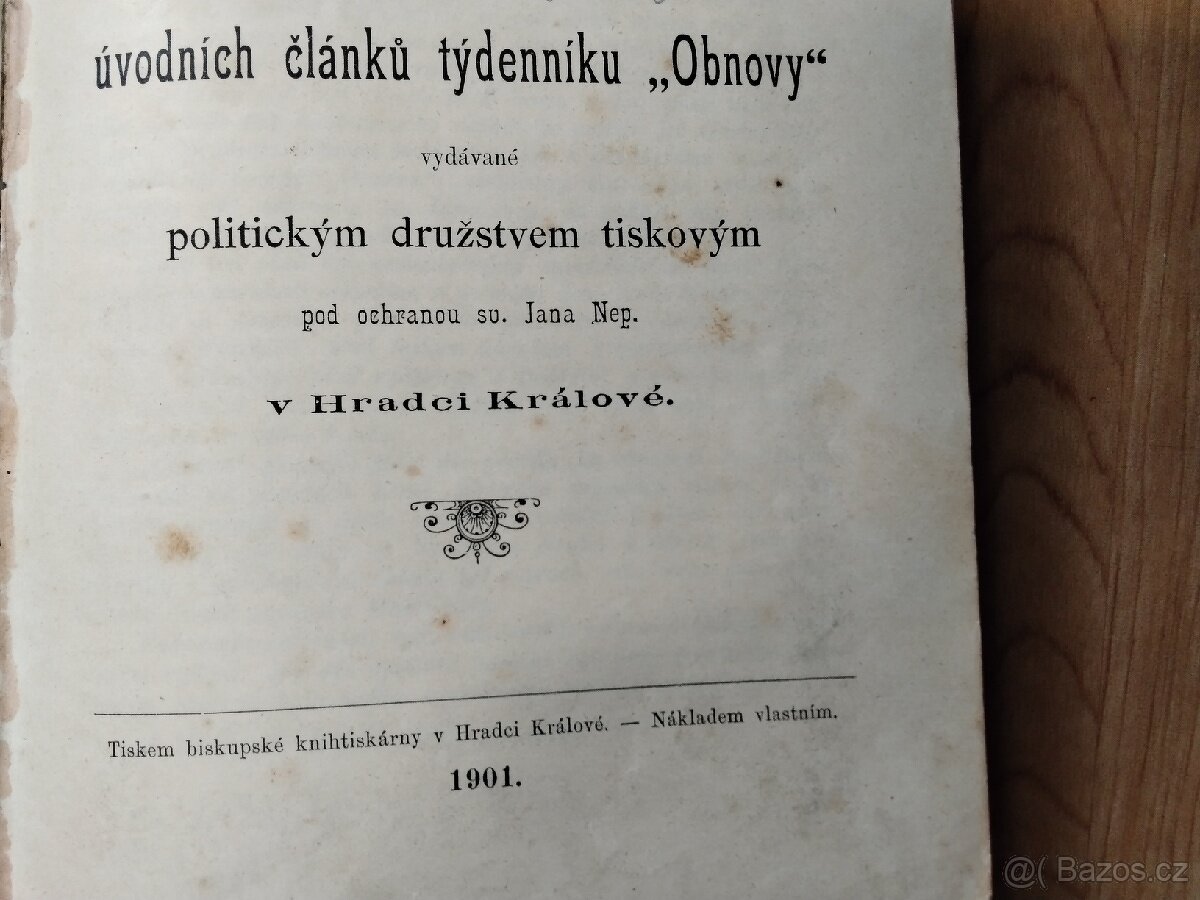 úvodních článků týdenníku „Obnovy“
vydávané
politickým družstvem tiskovým
pod ochranou sv. Jana Nep.
v Hradci Králové.
Tiskem biskupské knihtiskárny v Hradci Králové. — Nákladem vlastním.
1901.
@( Bazos.cz